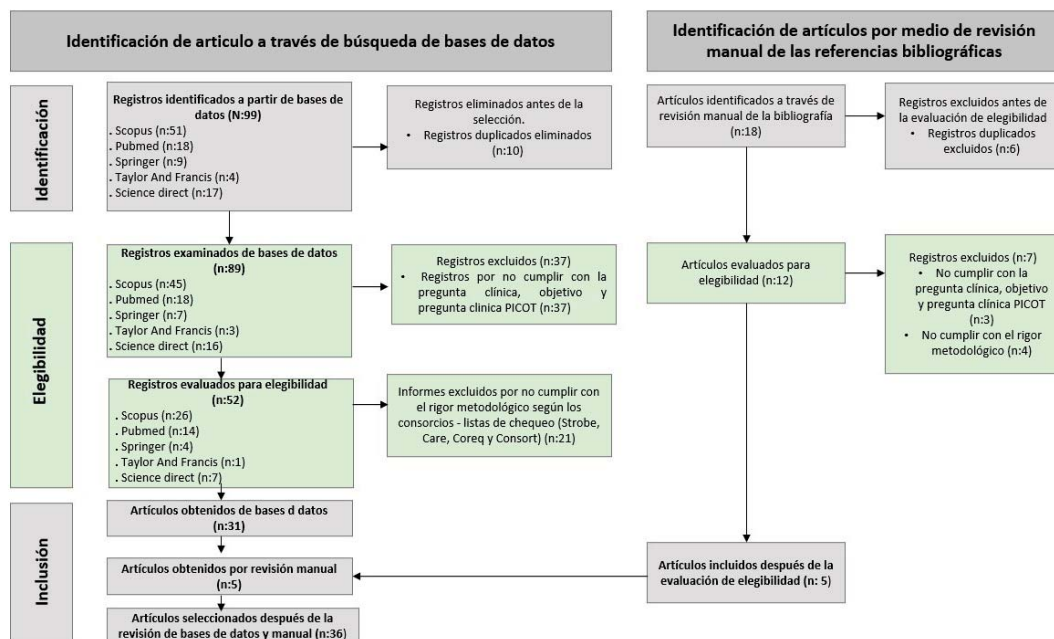 Identificación de articulo a través de búsqueda de bases de datos
Identificación de artículos por medio de revisión
manual de las referencias bibliográficas
Identificación
Registros identificados a partir de bases de
datos (N:99)
. Scopus (n:51)
. Pubmed (n:18)
. Springer (n:9)
. Taylor And Francis (n:4)
. Science direct (n:17)
Registros eliminados antes de la
selección.
• Registros duplicados eliminados
(n:10)
Artículos identificados a través de
revisión manual de la bibliografía
(n:18)
Registros excluidos antes de
la evaluación de elegibilidad
• Registros duplicados
excluidos (n:6)
Elegibilidad
Registros examinados de bases de datos
(n:89)
. Scopus (n:45)
. Pubmed (n:18)
. Springer (n:7)
. Taylor And Francis (n:3)
. Science direct (n:16)
Registros excluidos (n:37)
• Registros por no cumplir con la
pregunta clínica, objetivo y
pregunta clinica PICOT (n:37)
Artículos evaluados para
elegibilidad (n:12)
Registros excluidos (n:7)
• No cumplir con la
pregunta clínica, objetivo
y pregunta clínica PICOT
(n:3)
• No cumplir con el rigor
metodológico (n:4)
Registros evaluados para elegibilidad
(n:52)
. Scopus (n:26)
. Pubmed (n:14)
. Springer (n:4)
. Taylor And Francis (n:1)
. Science direct (n:7)
Informes excluidos por no cumplir con
el rigor metodológico según los
consorcios - listas de chequeo (Strobe,
Care, Coreq y Consort) (n:21)
Inclusión
Artículos obtenidos de bases d datos
(n:31)
Artículos obtenidos por revisión manual
(n:5)
Artículos incluidos después de la
evaluación de elegibilidad (n: 5)
Artículos seleccionados después de la
revisión de bases de datos y manual (n:36)